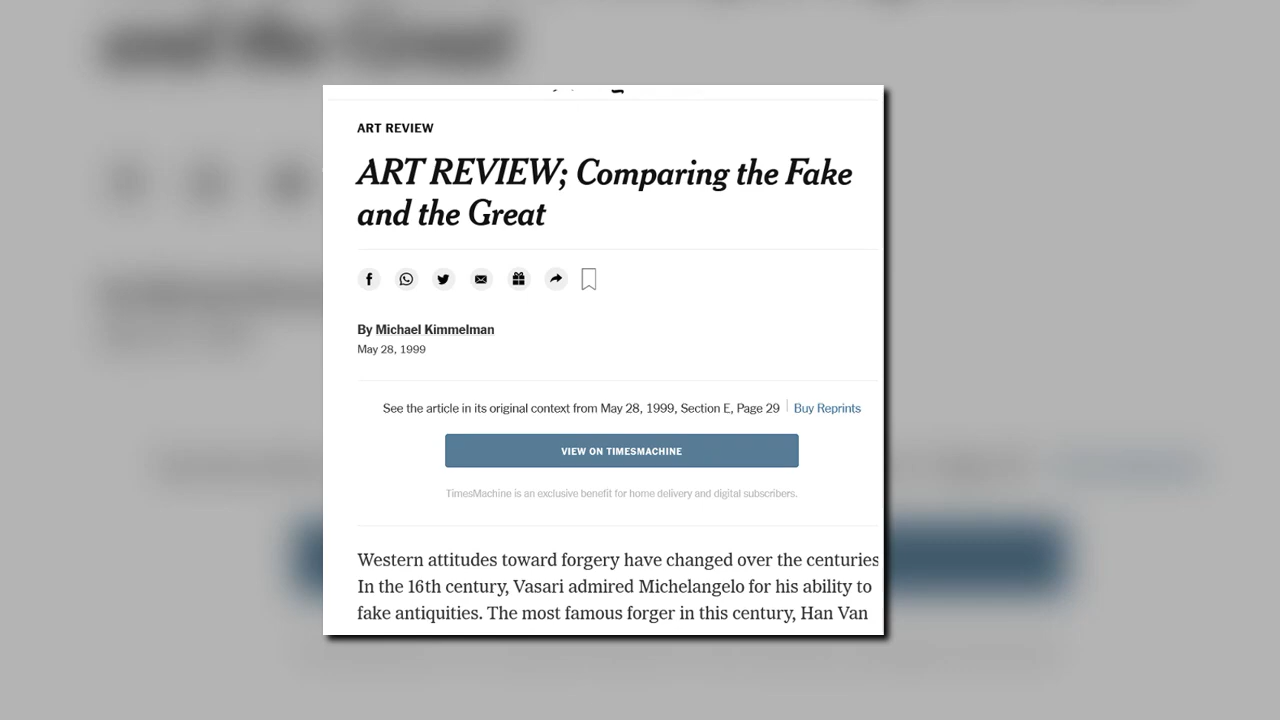 ART REVIEW
ART REVIEW; Comparing the Fake
and the Great
By Michael Kimmelman
May 28, 1999
See the article in its original context from May 28, 1999, Section E, Page 29
Buy Reprints
VIEW ON TIMESMACHINE
TimesMachine is an exclusive benefit for home delivery and digital subscribers.
Western attitudes toward forgery have changed over the centuries
In the 16th century, Vasari admired Michelangelo for his ability to
fake antiquities. The most famous forger in this century, Han Van